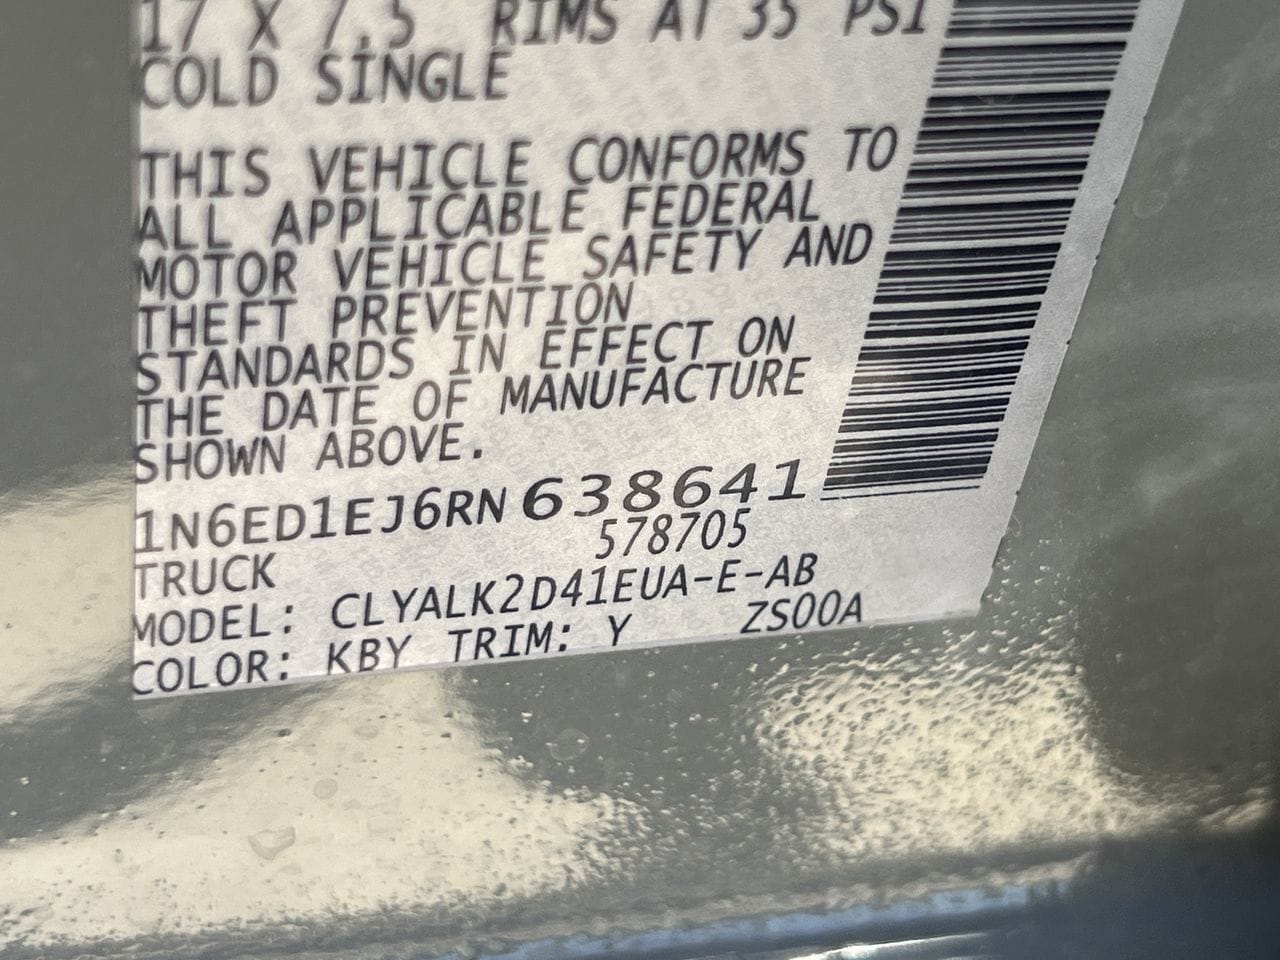 17 X 7.5 RIMS AT 35 PSI
COLD SINGLE
THIS VEHICLE CONFORMS TO
ALL APPLICABLE FEDERAL
MOTOR VEHICLE SAFETY AND
THEFT PREVENTION
STANDARDS IN EFFECT ON
THE DATE OF MANUFACTURE
SHOWN ABOVE.
1N6ED1EJ6RN638641
578705
TRUCK
MODEL: CLYALK2D41EUA-E-AB
COLOR: KBY TRIM: Y ZS00A